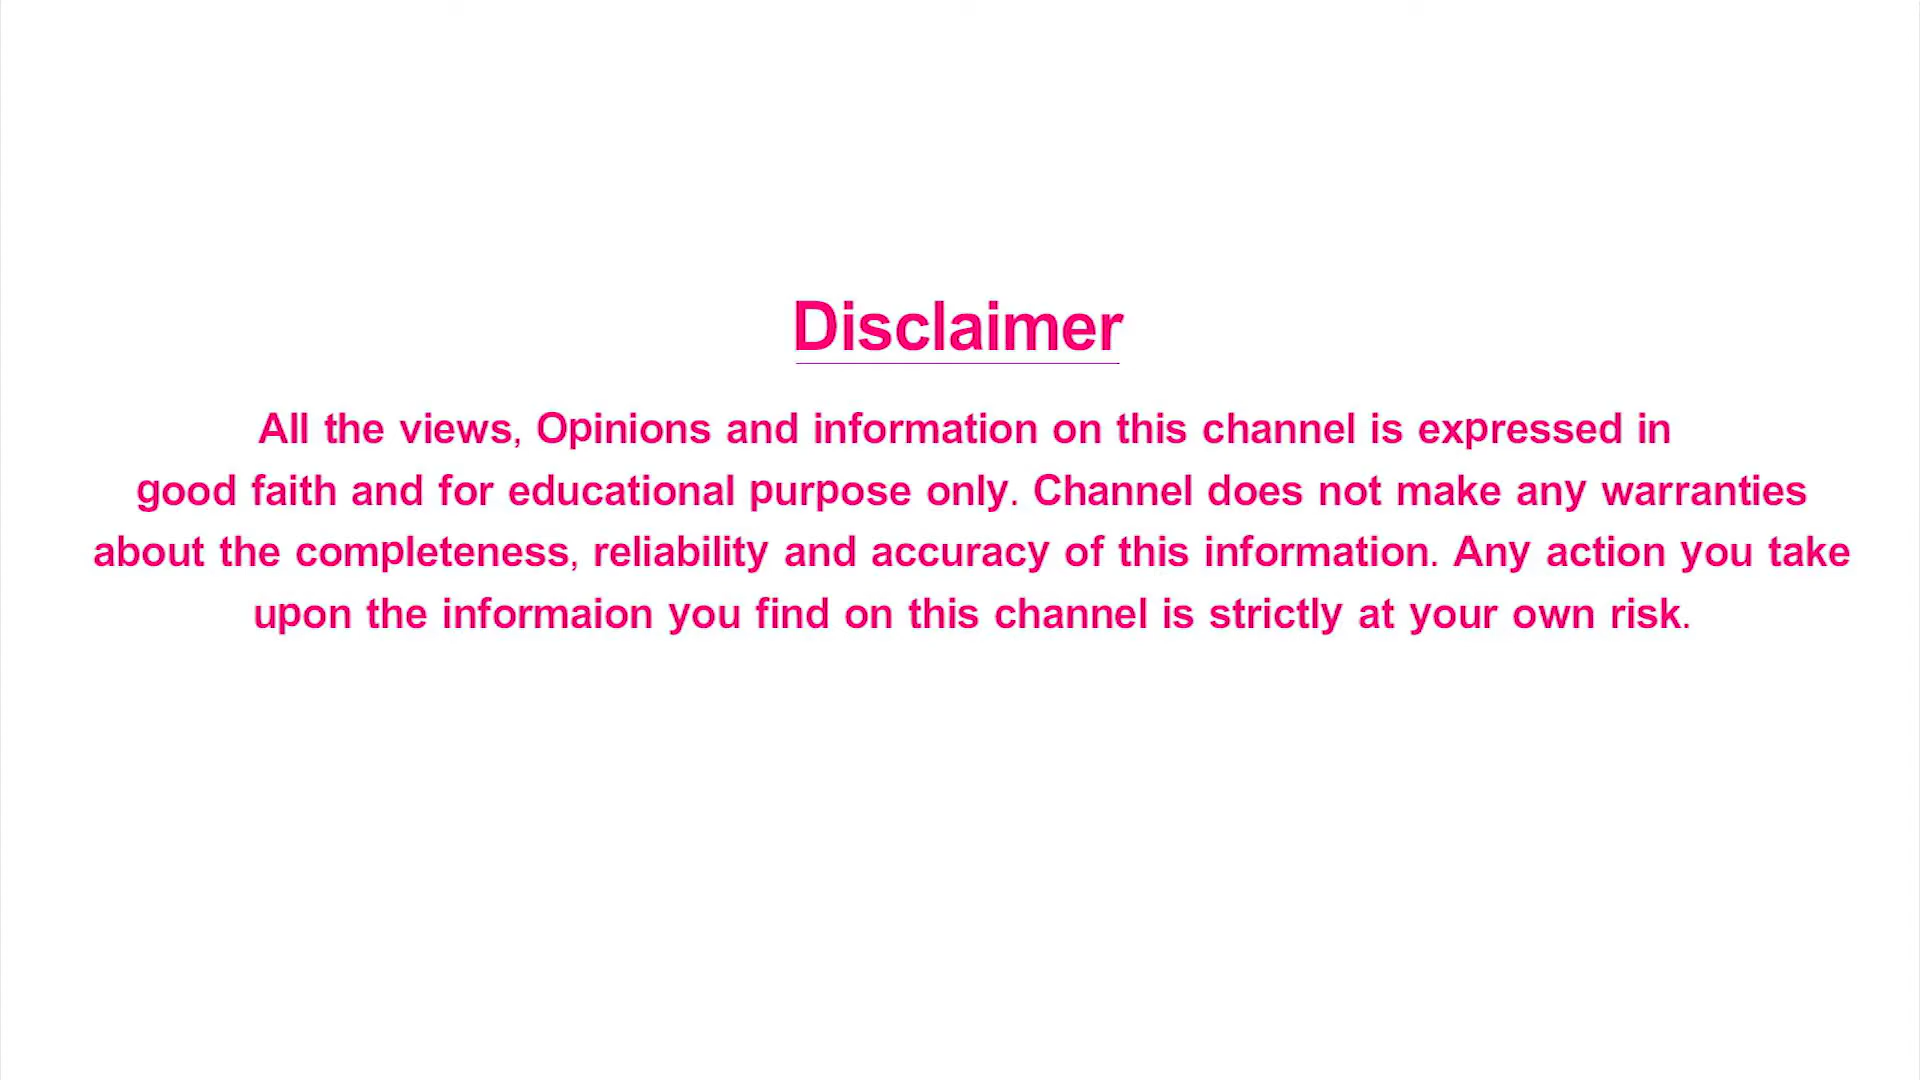 Disclaimer
All the views, Opinions and information on this channel is expressed in
good faith and for educational purpose only. Channel does not make any warranties
about the completeness, reliability and accuracy of this information. Any action you take
upon the informaion you find on this channel is strictly at your own risk.